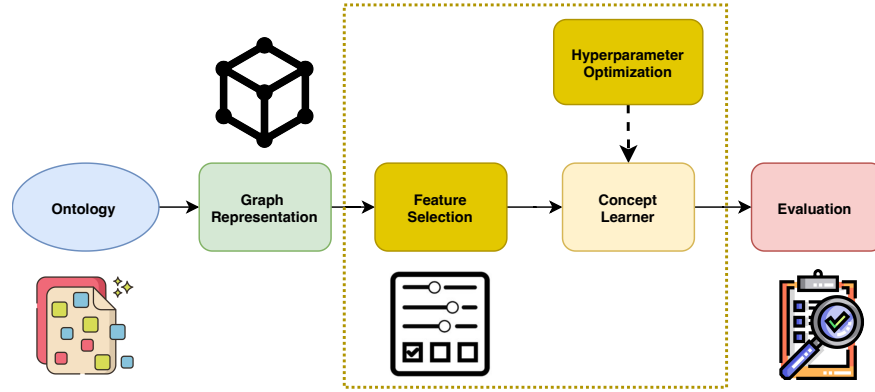 Hyperparameter
Optimization
Ontology
Graph
Representation
Feature
Selection
Concept
Learner
Evaluation